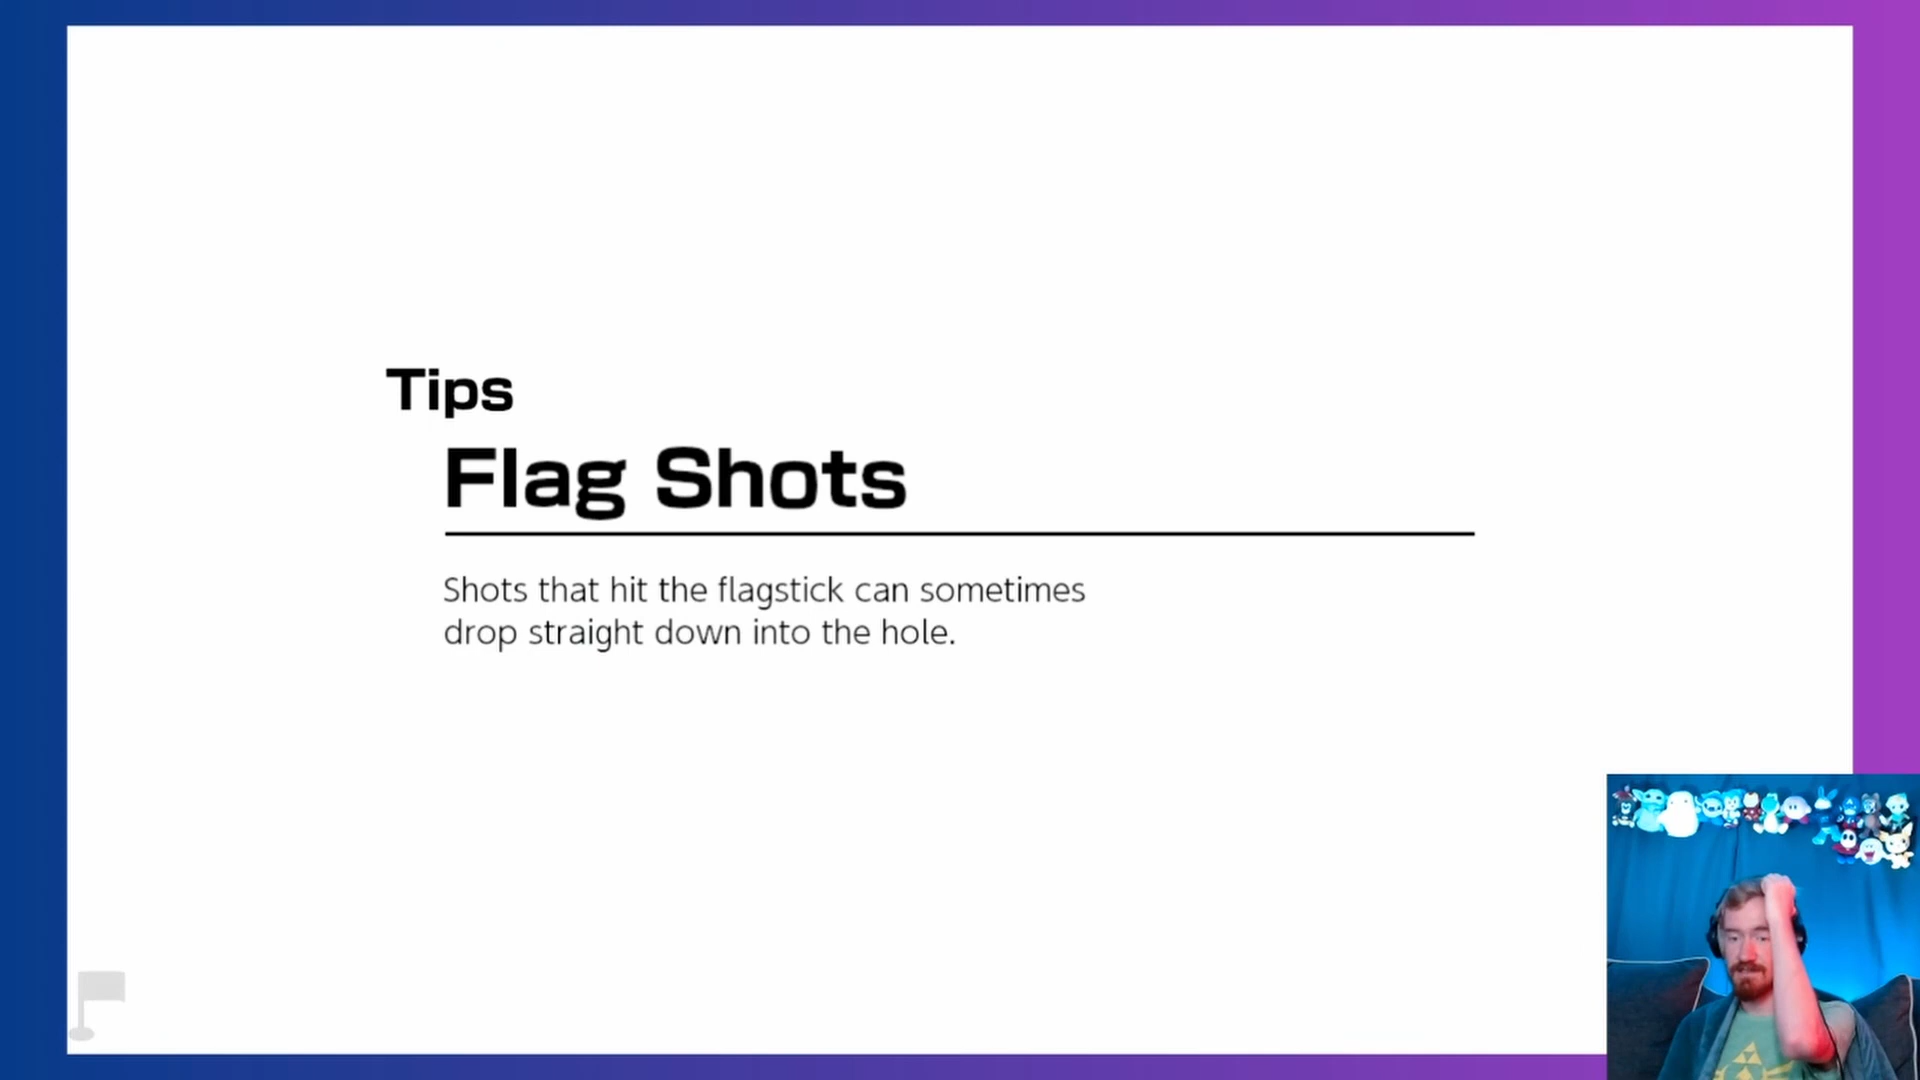 Tips
Flag Shots
Shots that hit the flagstick can sometimes
drop straight down into the hole.